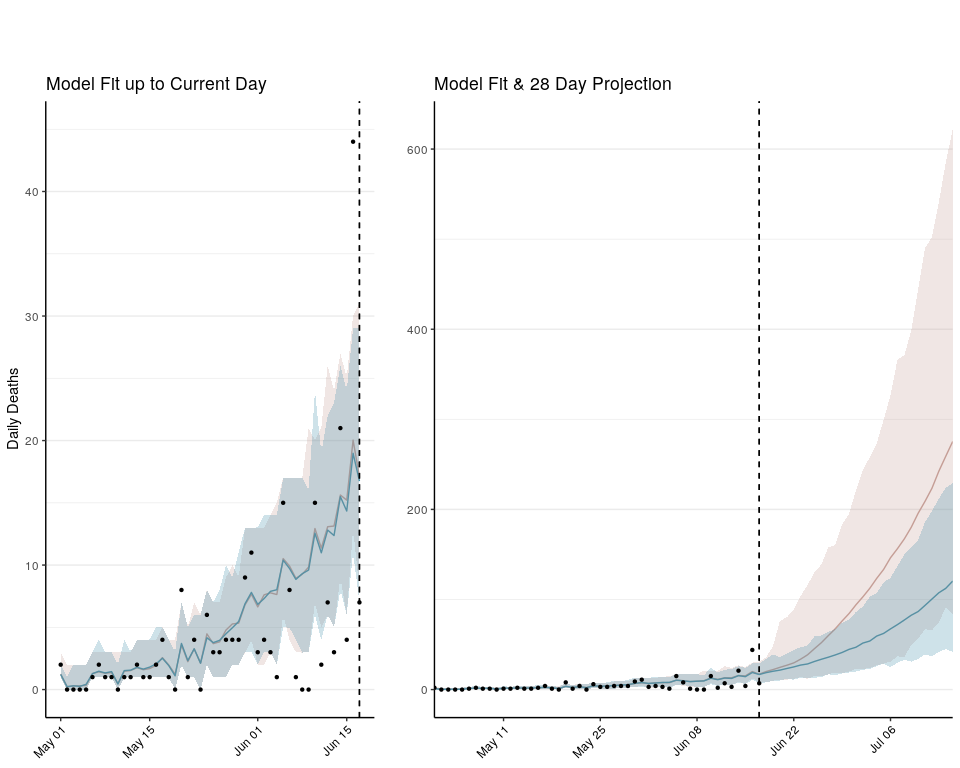 Model Fit up to Current Day
Daily Deaths
40
30
20
10
0
May 01
May 15
Jun 01
Jun 15
Model Fit & 28 Day Projection
600
400
200
0
May 11
May 25
Jun 08
Jun 22
Jul 06